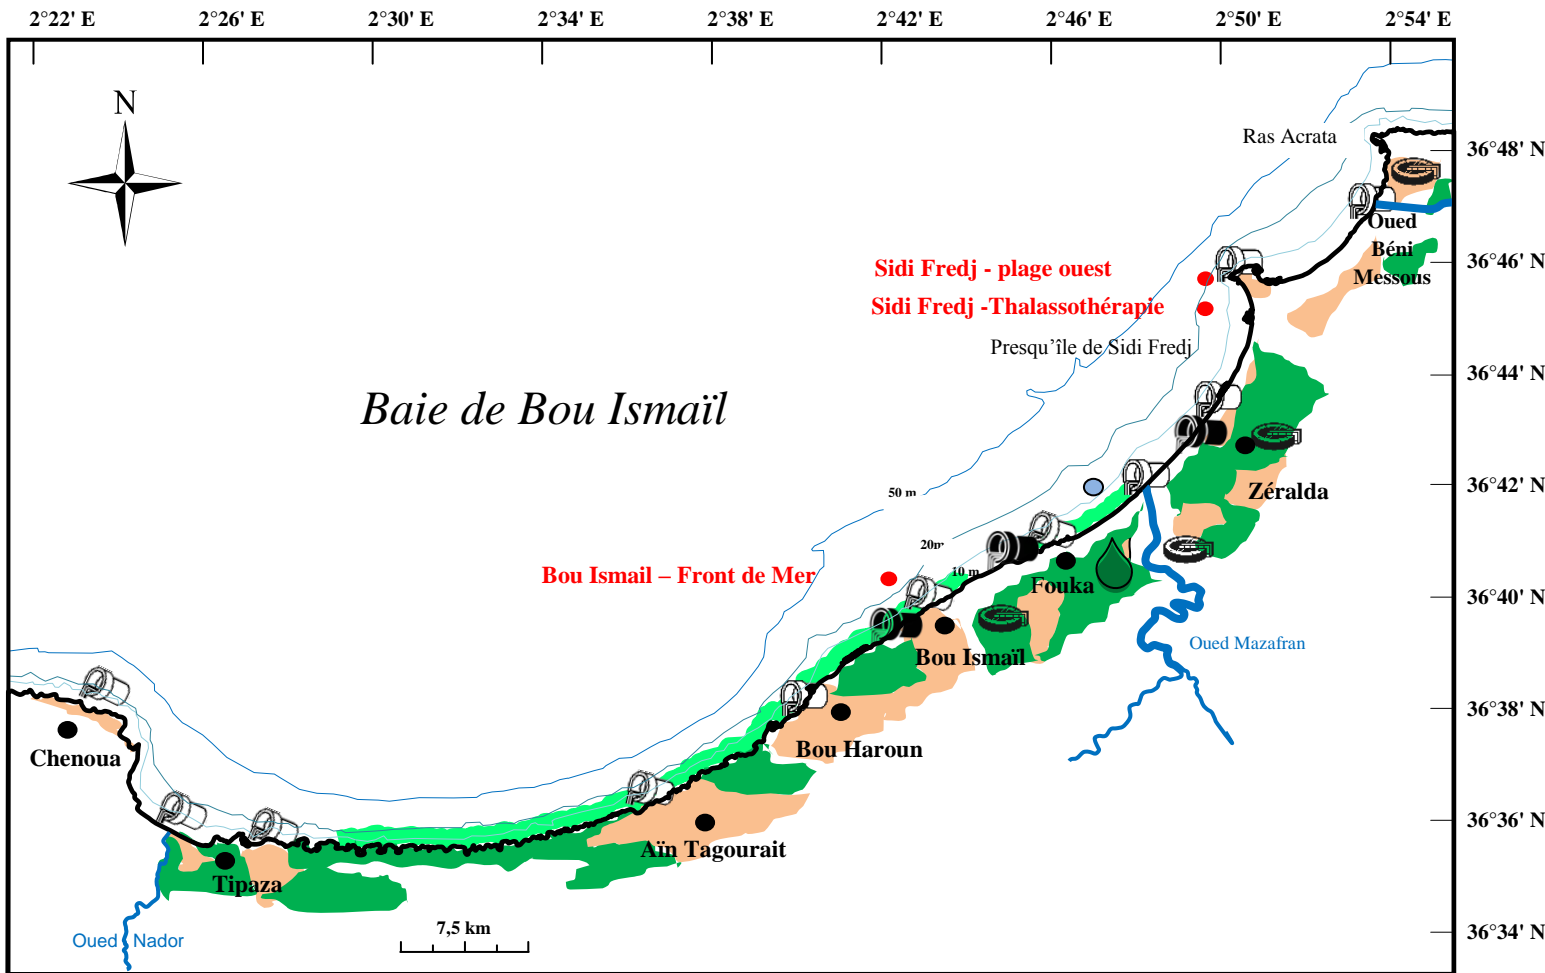 2°22' E 2°26' E 2°30' E 2°34' E 2°38' E 2°42' E 2°46' E 2°50' E 2°54' E
N
Ras Acrata
36°48' N
Oued
Béni
Messous
36°46' N
Sidi Fredj - plage ouest
Sidi Fredj -Thalassothérapie
Presqu'île de Sidi Fredj
36°44' N
Baie de Bou Ismaïl
50 m
36°42' N
Zéralda
20m
10 m
Bou Ismail – Front de Mer
Fouka
36°40' N
Oued Mazafran
Bou Ismaïl
36°38' N
Bou Haroun
Chenoua
36°36' N
Aïn Tagourait
Tipaza
7,5 km
Oued Nador
36°34' N